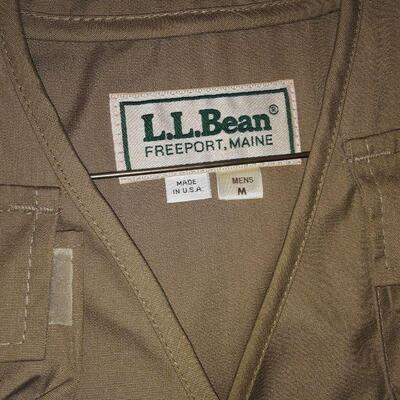 L.L.Bean®
FREEPORT, MAINE
MADE
IN U.S.A.
MENS
M